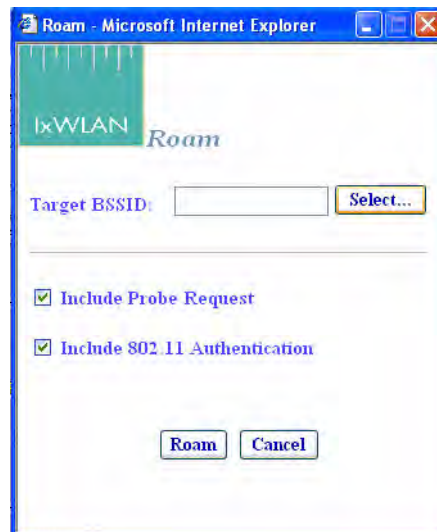 Roam - Microsoft Internet Explorer
IxWLAN
Roam
Target BSSID:
Select...
Include Probe Request
Include 802.11 Authentication
Roam Cancel